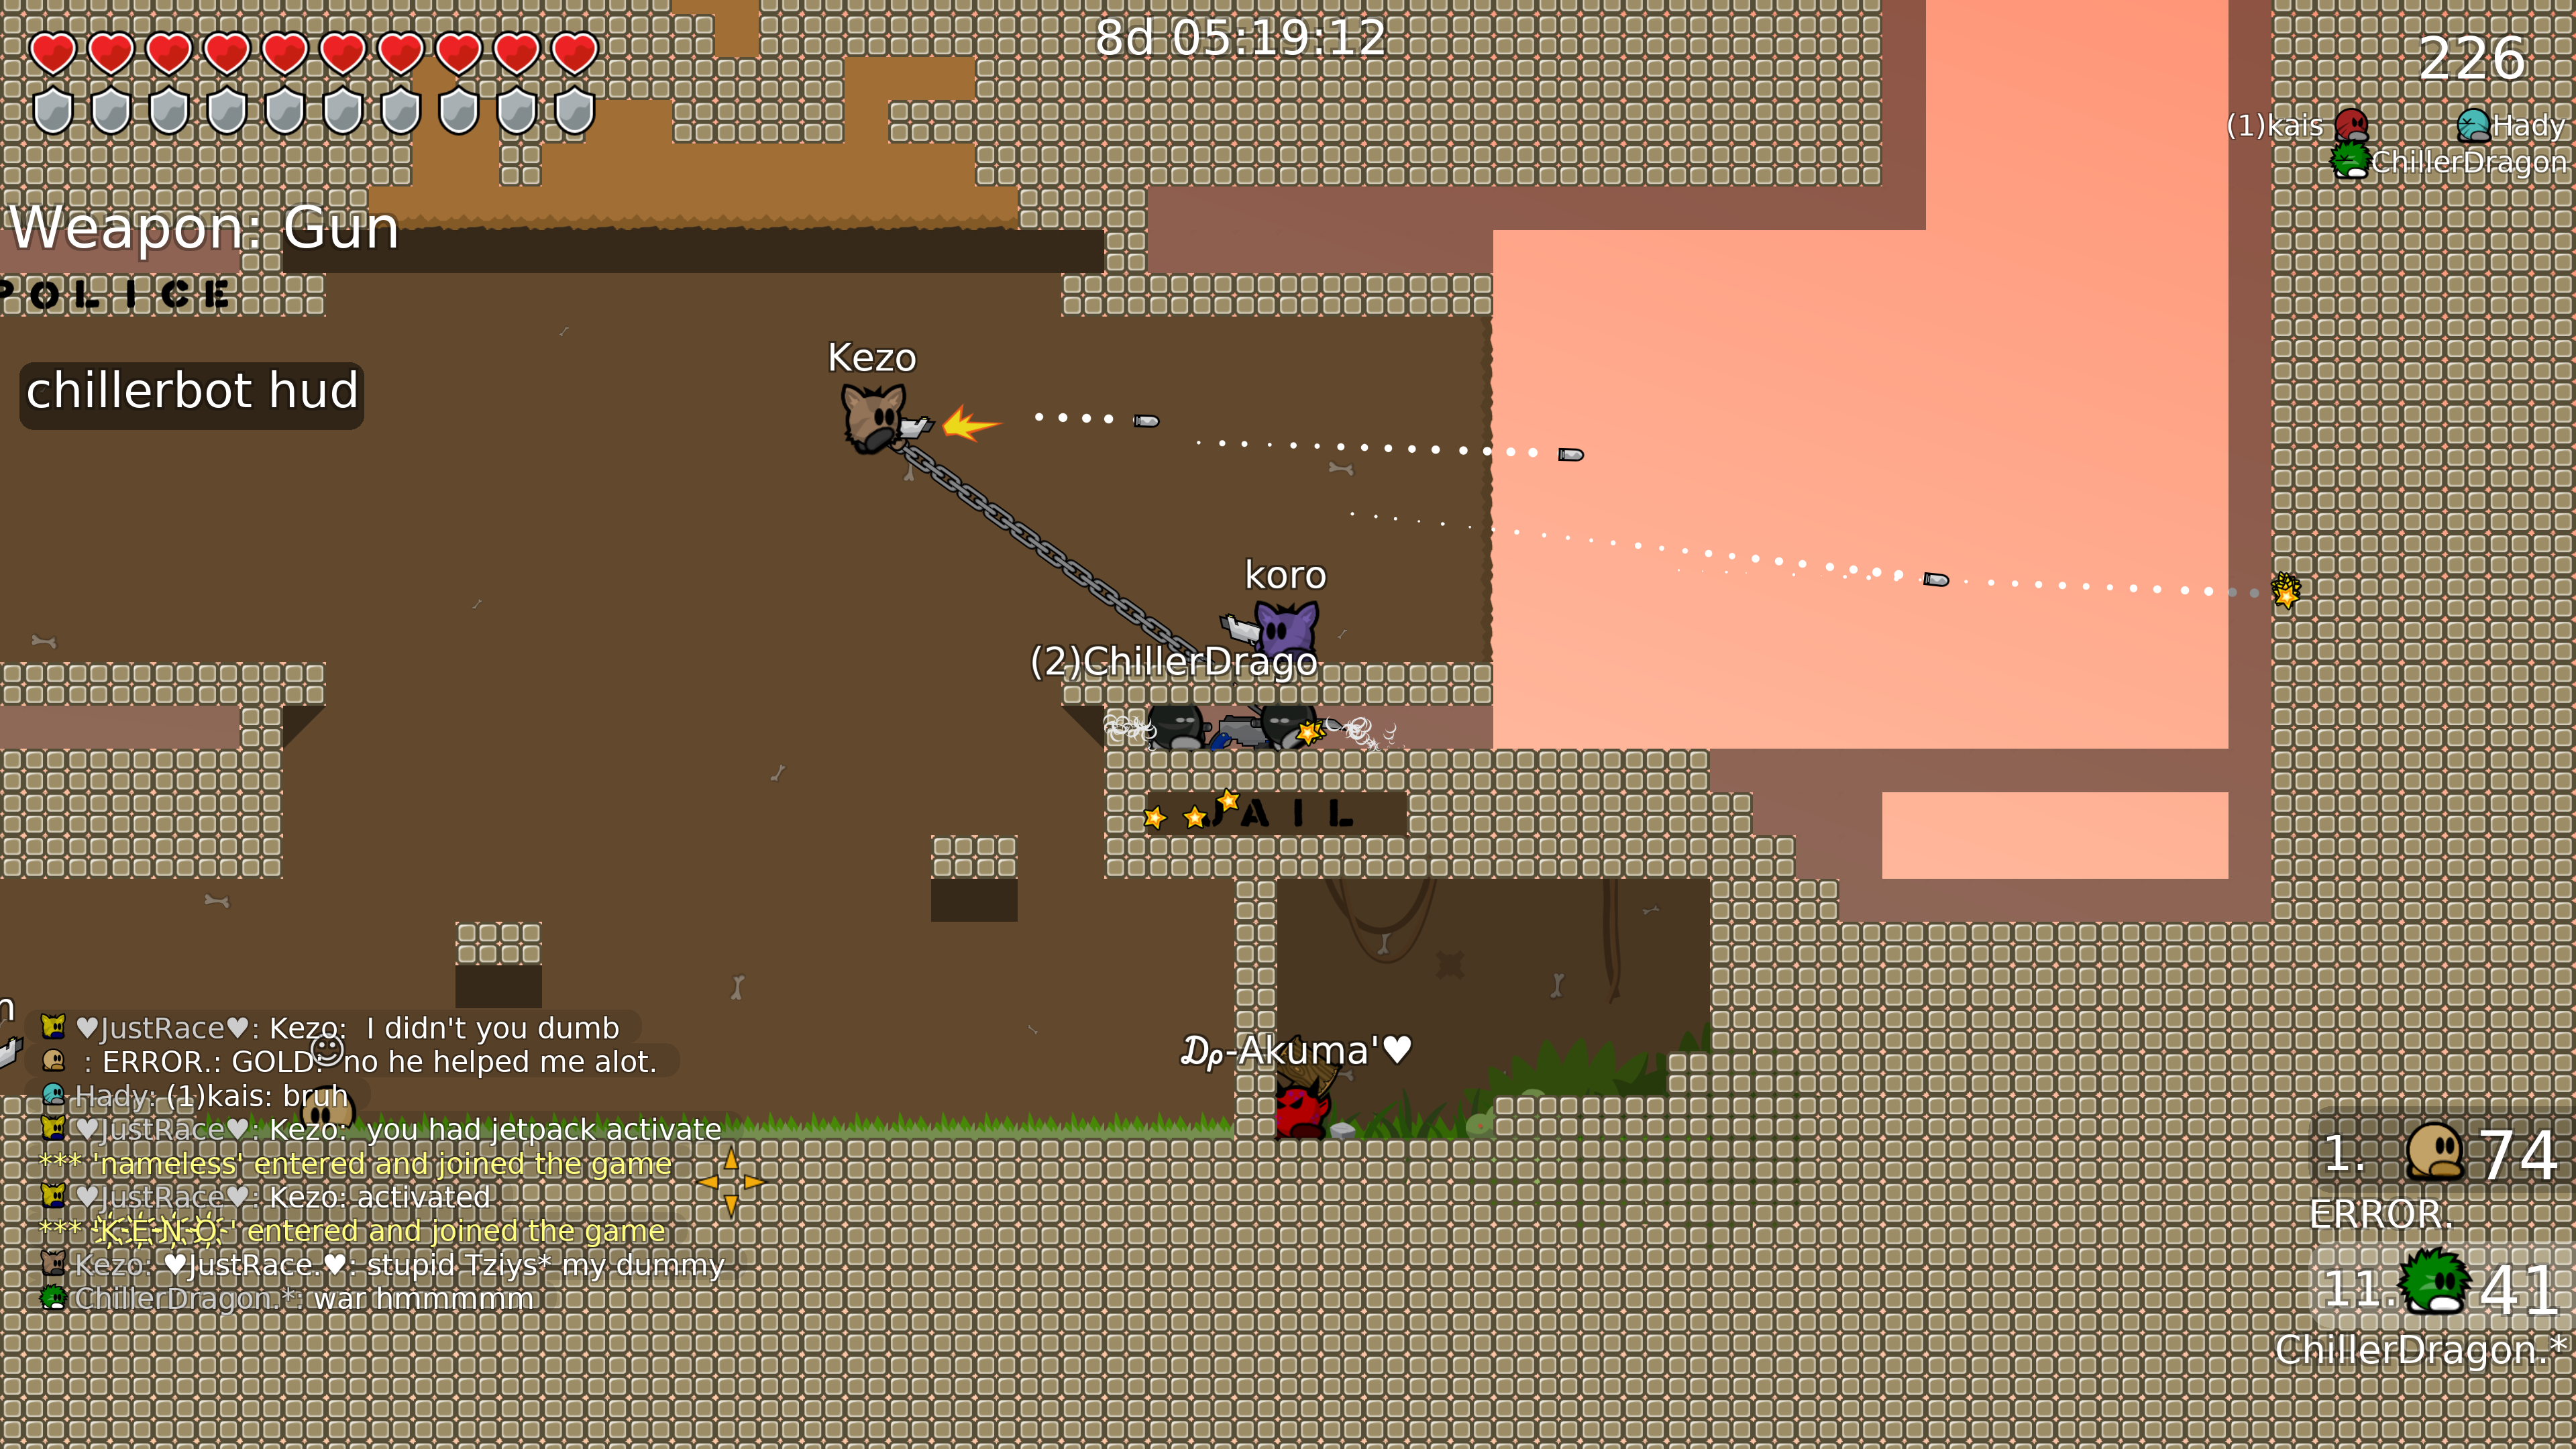 8d 05:19:12
226
(1)kais Hady
ChillerDragon
Weapon: Gun
POLICE
chillerbot hud
Kezo
koro
(2)ChillerDrago
JAIL
Dp-Akuma'♥
n
♥JustRace♥: Kezo: I didn't you dumb
: ERROR.: GOLD: no he helped me alot.
Hady: (1)kais: bruh
♥JustRace♥: Kezo: you had jetpack activate
*** 'nameless' entered and joined the game
♥JustRace♥: Kezo: activated
*** 'K E N O ' entered and joined the game
Kezo: ♥JustRace.♥: stupid Tziys* my dummy
ChillerDragon.*: war hmmmmm
1. 74
ERROR.
11. 41
ChillerDragon.*